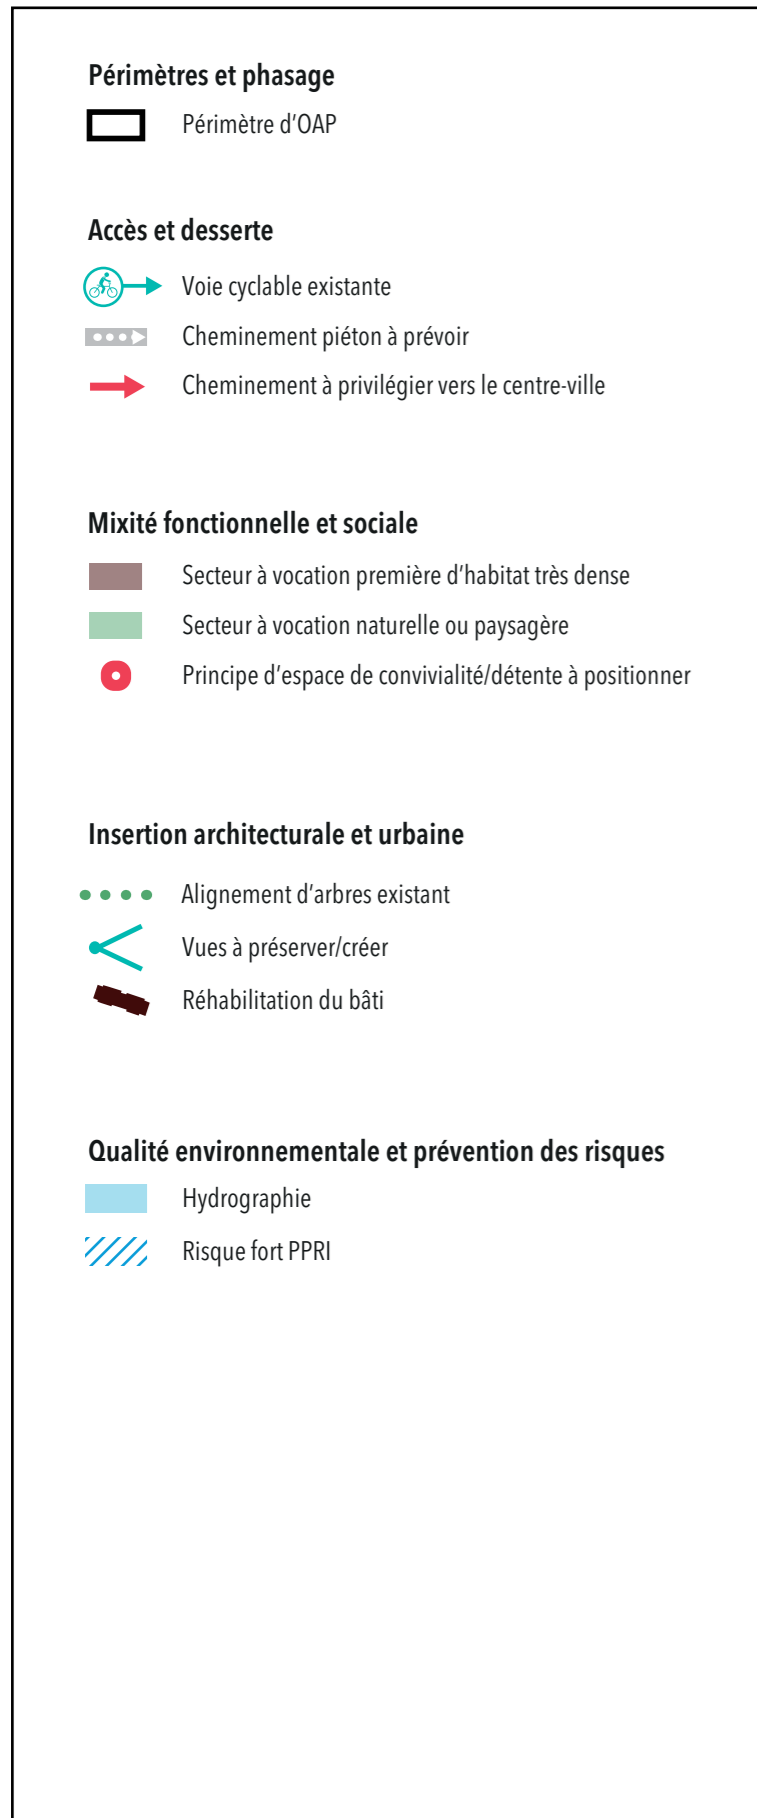 Périmètres et phasage
Périmètre d’OAP
Accès et desserte
Voie cyclable existante
Cheminement piéton à prévoir
Cheminement à privilégier vers le centre-ville
Mixité fonctionnelle et sociale
Secteur à vocation première d’habitat très dense
Secteur à vocation naturelle ou paysagère
Principe d’espace de convivialité/détente à positionner
Insertion architecturale et urbaine
Alignement d’arbres existant
Vues à préserver/créer
Réhabilitation du bâti
Qualité environnementale et prévention des risques
Hydrographie
Risque fort PPRI